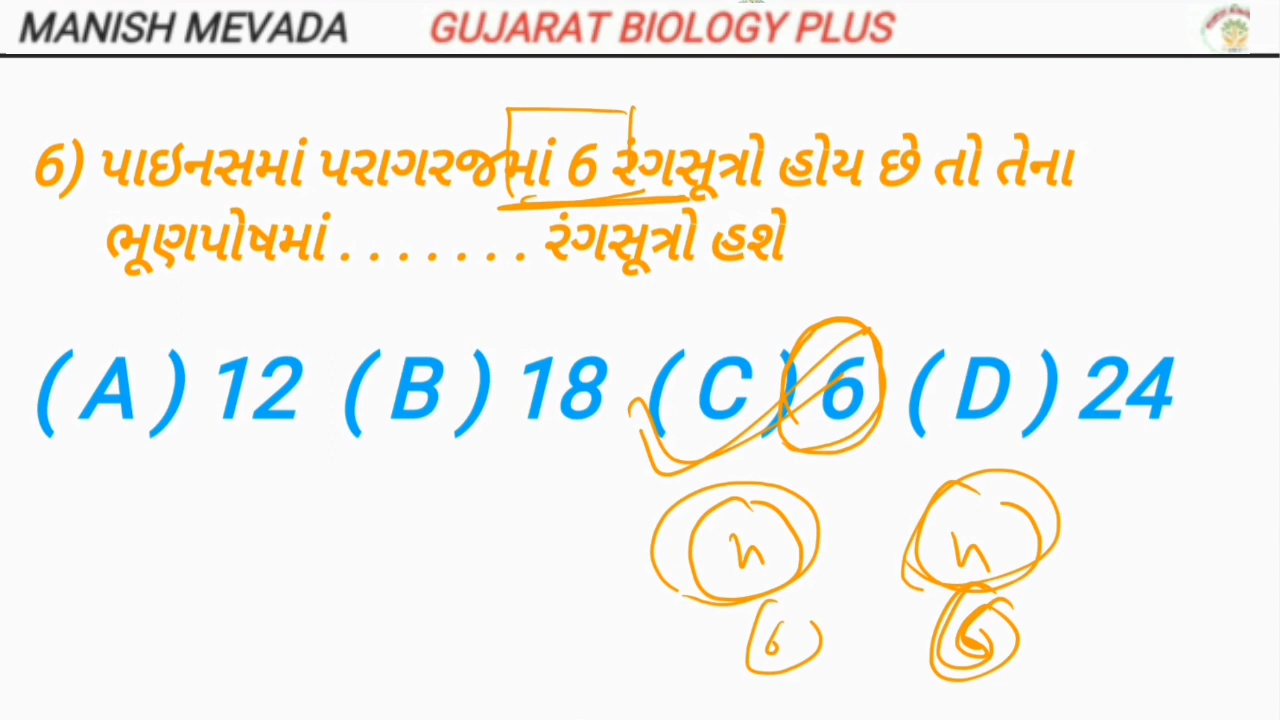 MANISH MEVADA GUJARAT BIOLOGY PLUS
6) પાઇનસમાં પરાગરજમાં 6 રંગસૂત્રો હોય છે તો તેના
ભૂણપોષમાં . . . . . . . રંગસૂત્રો હશે
( A ) 12 ( B ) 18 ( C ) 6 ( D ) 24
n n
6 6